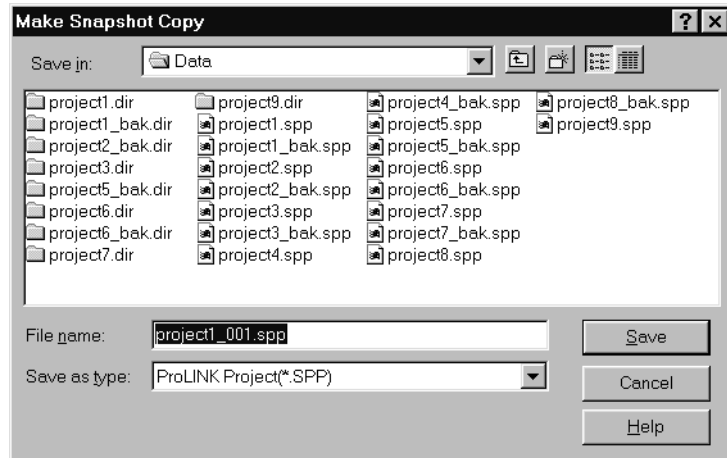 Make Snapshot Copy
Save in: Data
project1.dir project9.dir project4_bak.spp project8_bak.spp
project1_bak.dir project1.spp project5.spp project9.spp
project2_bak.dir project1_bak.spp project5_bak.spp
project3.dir project2.spp project6.spp
project5_bak.dir project2_bak.spp project6_bak.spp
project6.dir project3.spp project7.spp
project6_bak.dir project3_bak.spp project7_bak.spp
project7.dir project4.spp project8.spp
File name: project1_001.spp Save
Save as type: ProLINK Project(*.SPP) Cancel
Help